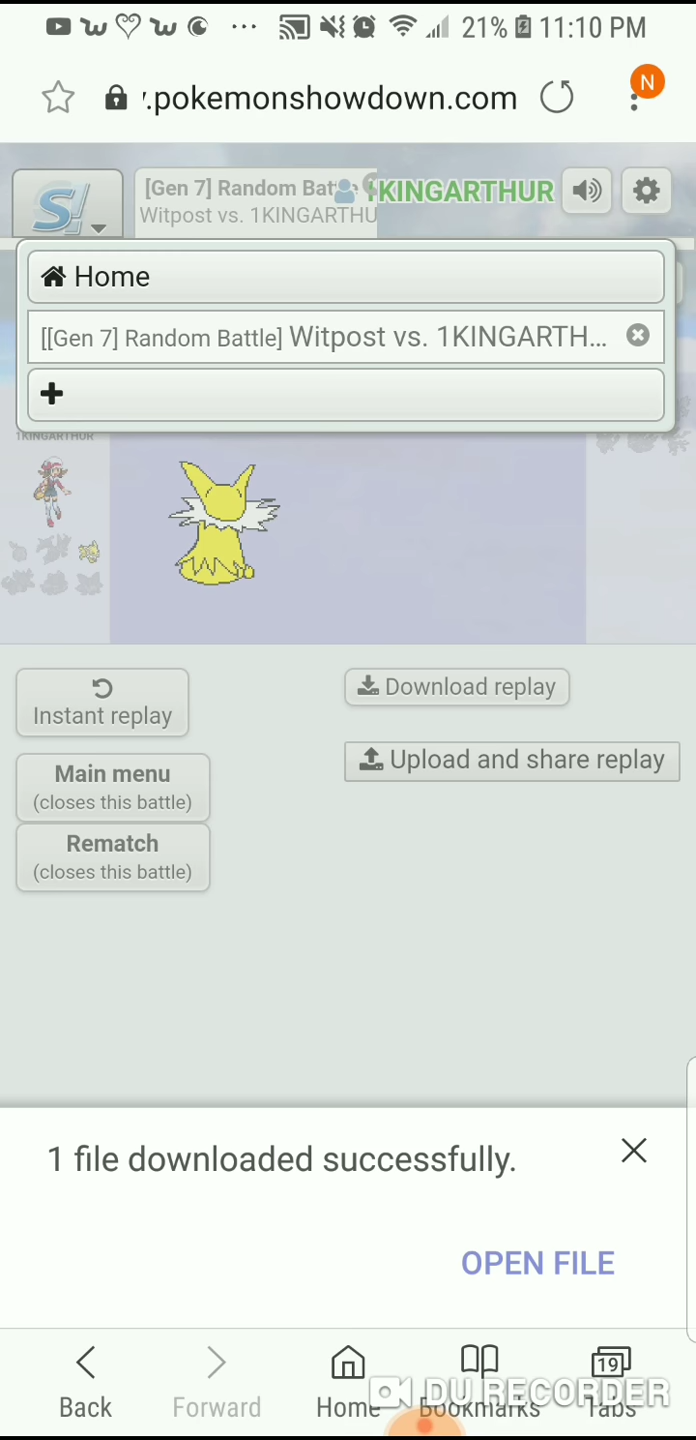 21% 11:10 PM
.pokemonshowdown.com
N
S!
[Gen 7] Random Bat
Witpost vs. 1KINGARTHU
1KINGARTHUR
Home
[[Gen 7] Random Battle] Witpost vs. 1KINGARTH...
1KINGARTHUR
Instant replay
Download replay
Upload and share replay
Main menu
(closes this battle)
Rematch
(closes this battle)
1 file downloaded successfully.
OPEN FILE
19
Back
Forward
Home
Bookmarks
Tabs
DU RECORDER